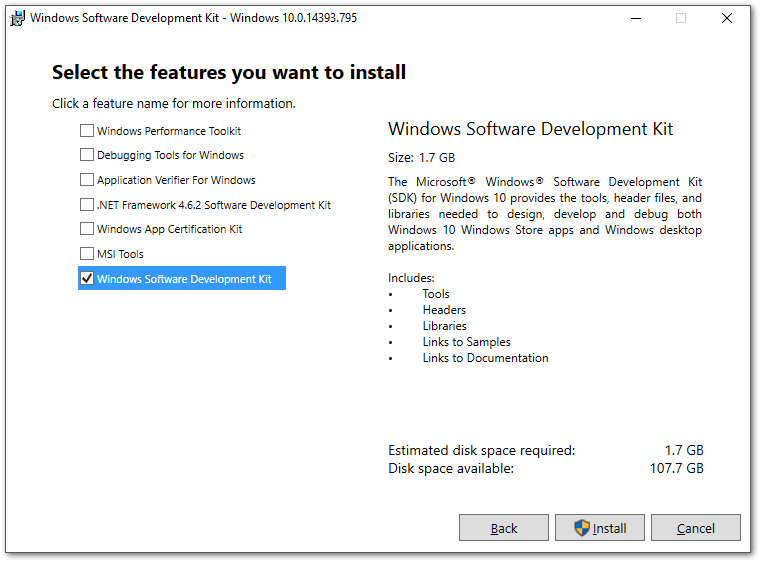 Windows Software Development Kit - Windows 10.0.14393.795
Select the features you want to install
Click a feature name for more information.
Windows Performance Toolkit
Debugging Tools for Windows
Application Verifier For Windows
.NET Framework 4.6.2 Software Development Kit
Windows App Certification Kit
MSI Tools
Windows Software Development Kit
Windows Software Development Kit
Size: 1.7 GB
The Microsoft® Windows® Software Development Kit
(SDK) for Windows 10 provides the tools, header files, and
libraries needed to design, develop and debug both
Windows 10 Windows Store apps and Windows desktop
applications.
Includes:
• Tools
• Headers
• Libraries
• Links to Samples
• Links to Documentation
Estimated disk space required: 1.7 GB
Disk space available: 107.7 GB
Back Install Cancel